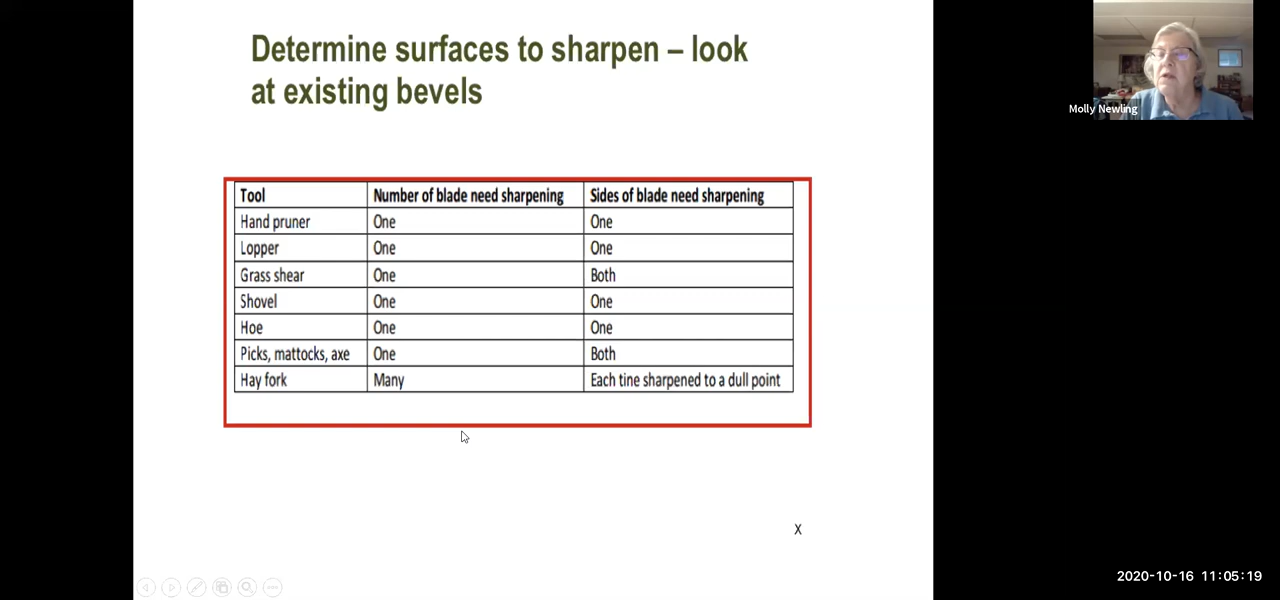 Determine surfaces to sharpen – look
at existing bevels
Molly Newling
Tool Number of blade need sharpening Sides of blade need sharpening
Hand pruner One One
Lopper One One
Grass shear One Both
Shovel One One
Hoe One One
Picks, mattocks, axe One Both
Hay fork Many Each tine sharpened to a dull point
X
2020-10-16 11:05:19